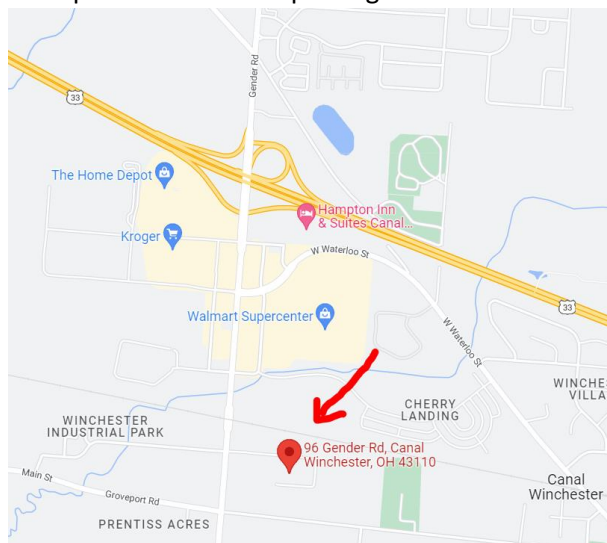 33
Gender Rd
The Home Depot
Hampton Inn
& Suites Canal...
Kroger
W Waterloo St
Walmart Supercenter
33
W Waterloo St
WINCHE
VILLA
CHERRY
LANDING
WINCHESTER
INDUSTRIAL PARK
96 Gender Rd, Canal
Winchester, OH 43110
Main St
Groveport Rd
Canal
Winchester
PRENTISS ACRES